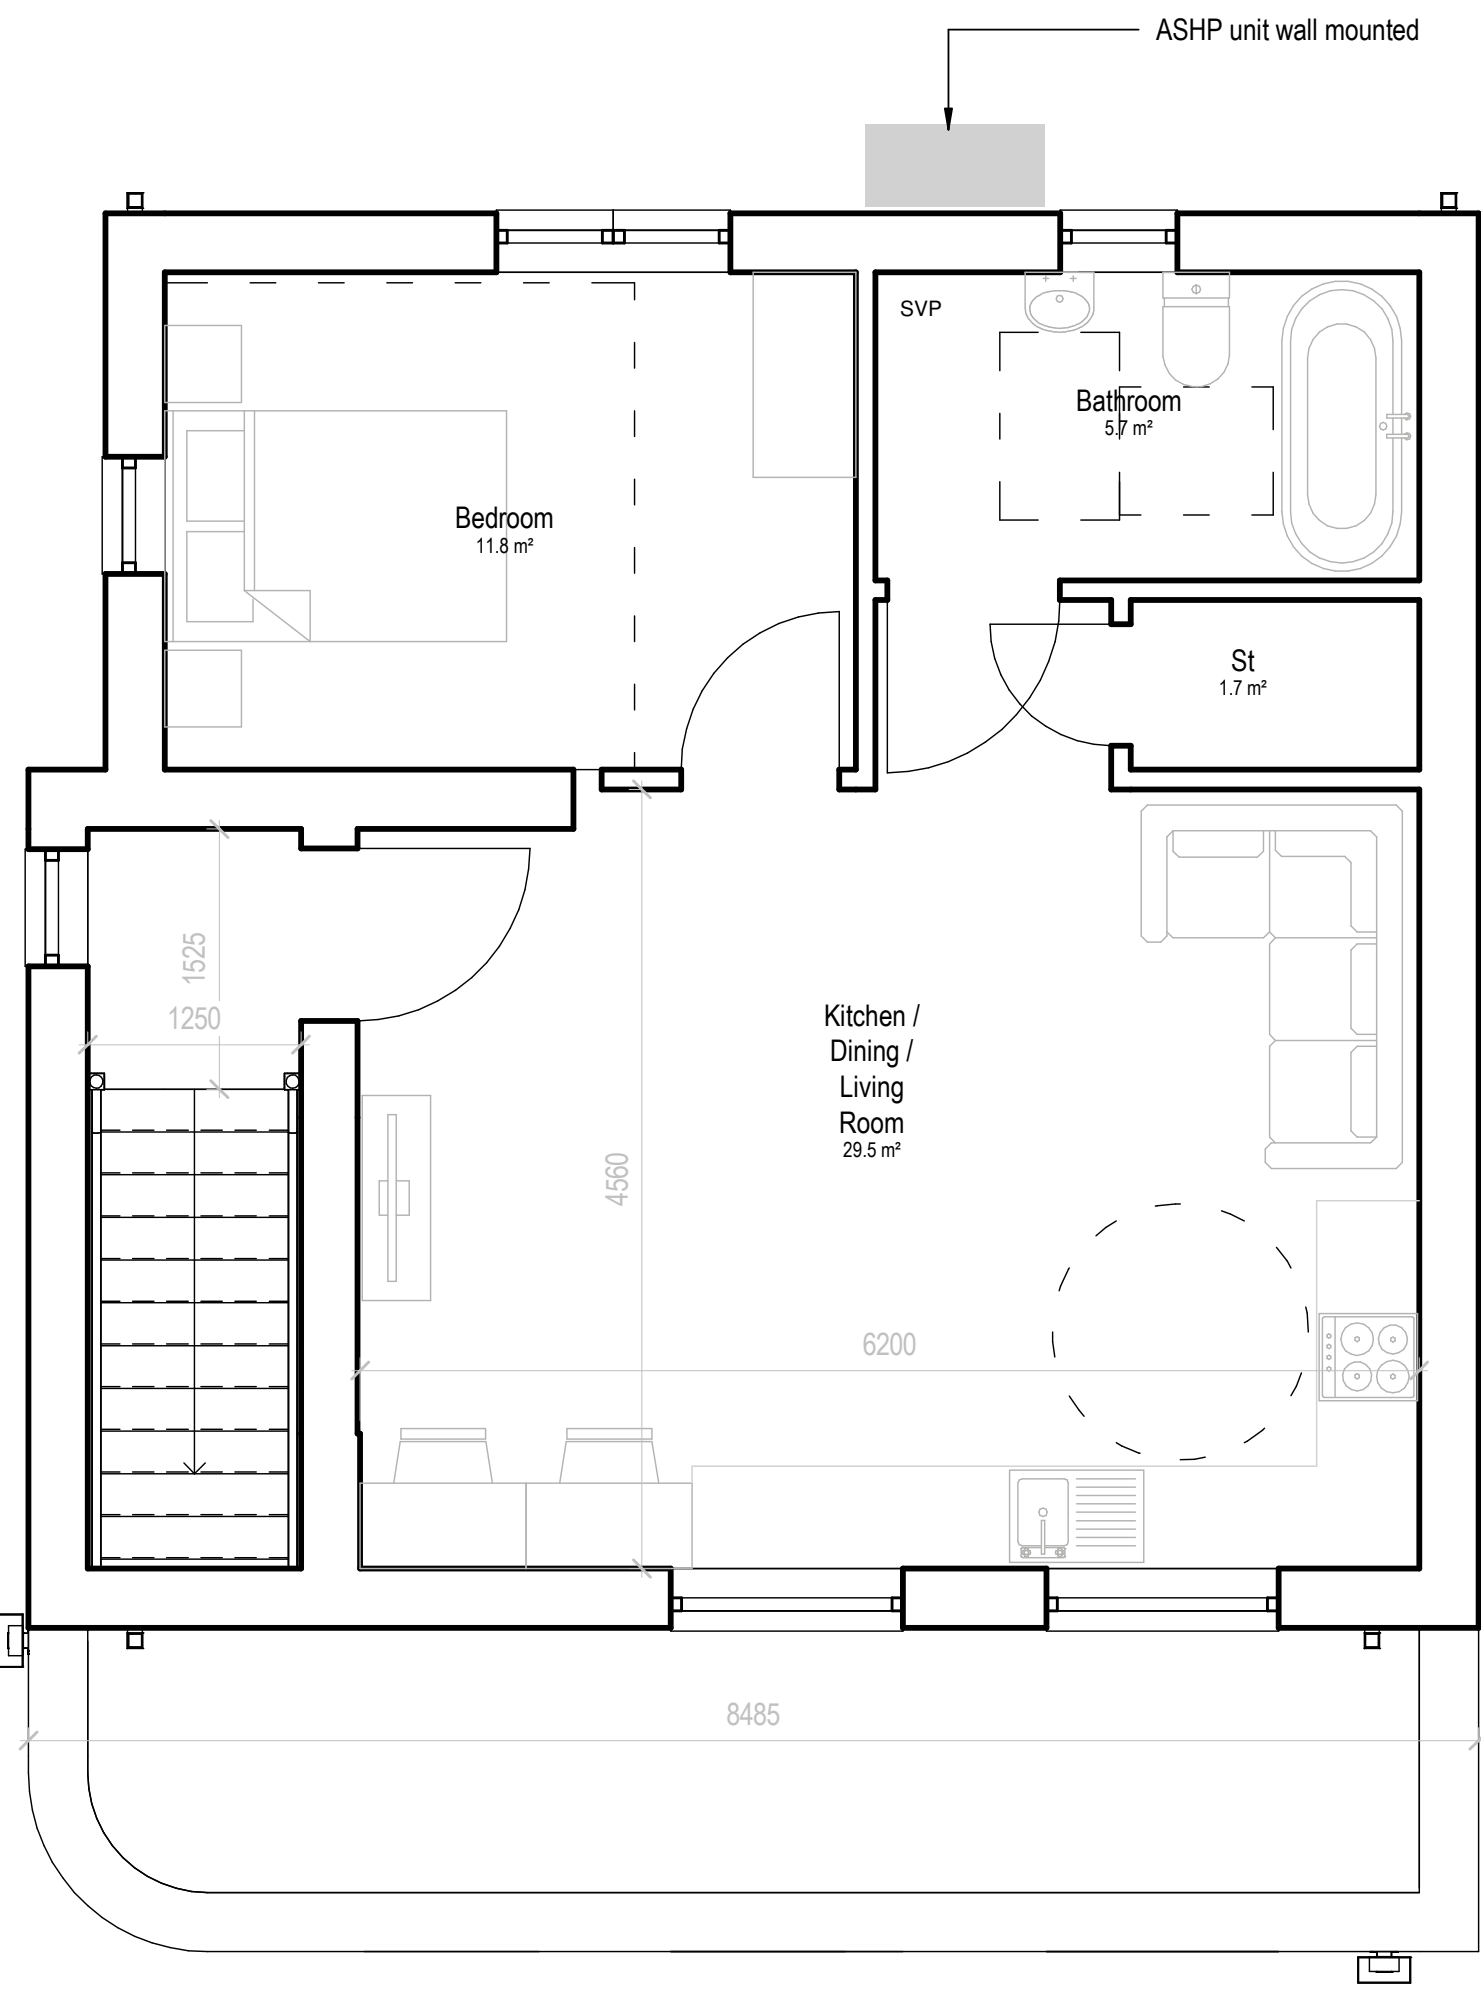 ASHP unit wall mounted
SVP
Bathroom
5.7 m²
Bedroom
11.8 m²
St
1.7 m²
1525
1250
Kitchen /
Dining /
Living
Room
29.5 m²
4560
6200
8485